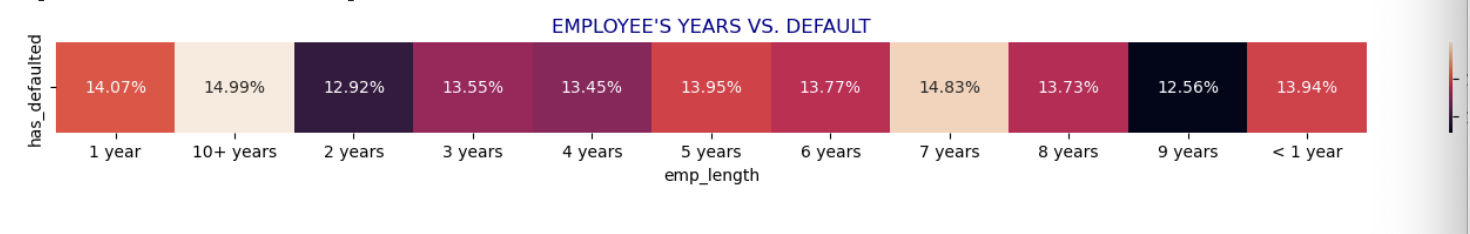 EMPLOYEE'S YEARS VS. DEFAULT
has_defaulted
14.07% 14.99% 12.92% 13.55% 13.45% 13.95% 13.77% 14.83% 13.73% 12.56% 13.94%
1 year 10+ years 2 years 3 years 4 years 5 years 6 years 7 years 8 years 9 years < 1 year
emp_length